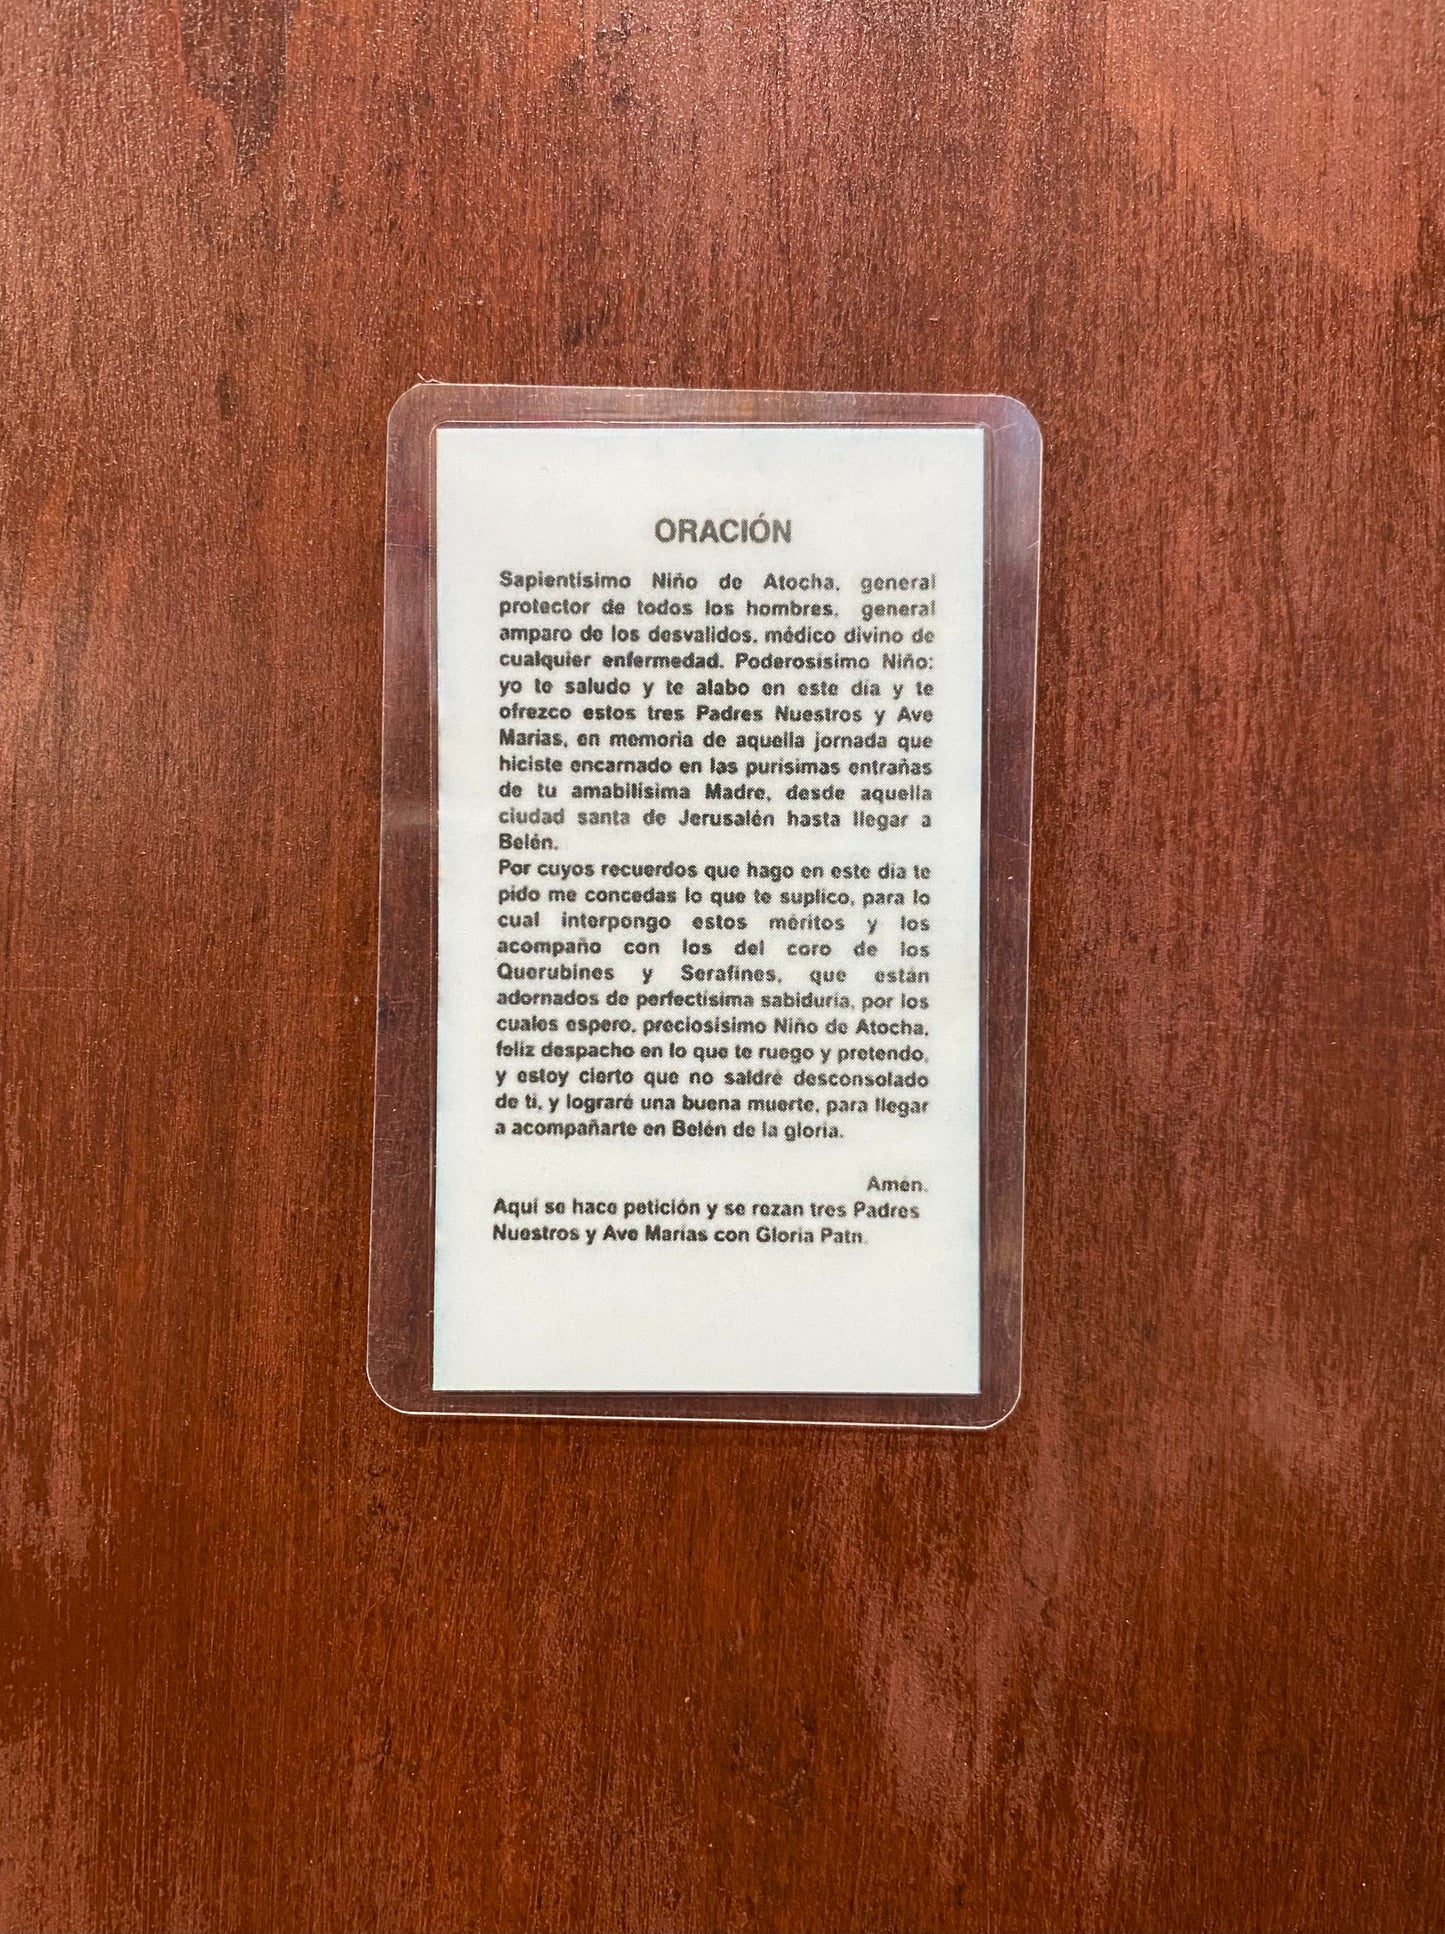 ORACIÓN
Sapientísimo Niño de Atocha, general
protector de todos los hombres, general
amparo de los desvalidos, médico divino de
cualquier enfermedad. Poderosísimo Niño:
yo te saludo y te alabo en este día y te
ofrezco estos tres Padres Nuestros y Ave
Marías, en memoria de aquella jornada que
hiciste encarnado en las purísimas entrañas
de tu amabilísima Madre, desde aquella
ciudad santa de Jerusalén hasta llegar a
Belén.
Por cuyos recuerdos que hago en este día te
pido me concedas lo que te suplico, para lo
cual interpongo estos méritos y los
acompaño con los del coro de los
Querubines y Serafines, que están
adornados de perfectísima sabiduría, por los
cuales espero, preciosísimo Niño de Atocha,
feliz despacho en lo que te ruego y pretendo,
y estoy cierto que no saldré desconsolado
de ti, y lograré una buena muerte, para llegar
a acompañarte en Belén de la gloria.
Amén.
Aquí se hace petición y se rezan tres Padres
Nuestros y Ave Marías con Gloria Patri.